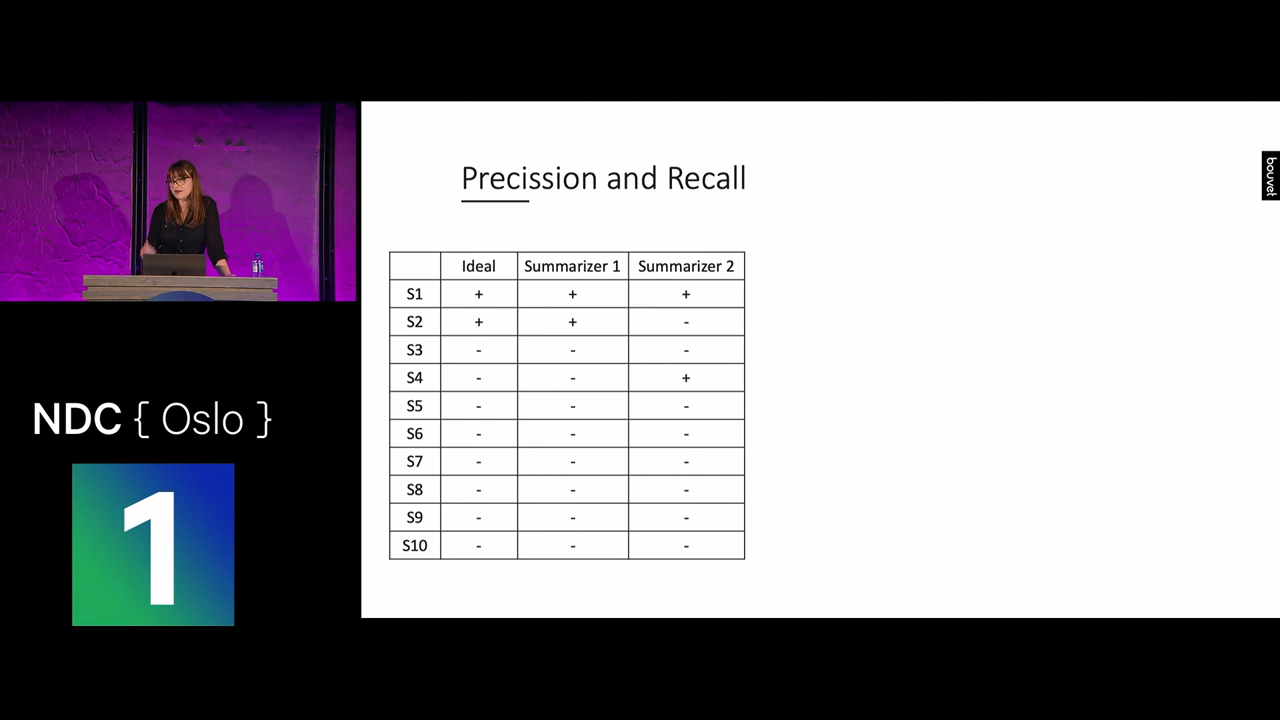 Precission and Recall
bouvet
Ideal Summarizer 1 Summarizer 2
S1 + + +
S2 + + -
S3 - - -
S4 - - +
S5 - - -
S6 - - -
S7 - - -
S8 - - -
S9 - - -
S10 - - -
NDC { Oslo }
1